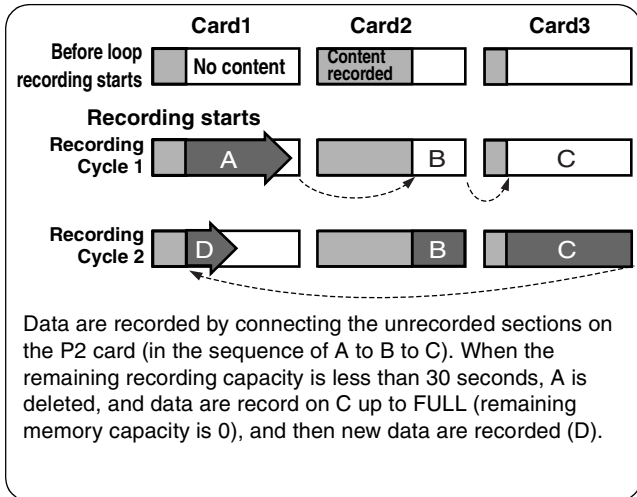 Card1 Card2 Card3
Before loop
recording starts
No content
Content
recorded
Recording starts
Recording
Cycle 1
A B C
Recording
Cycle 2
D B C
Data are recorded by connecting the unrecorded sections on
the P2 card (in the sequence of A to B to C). When the
remaining recording capacity is less than 30 seconds, A is
deleted, and data are record on C up to FULL (remaining
memory capacity is 0), and then new data are recorded (D).